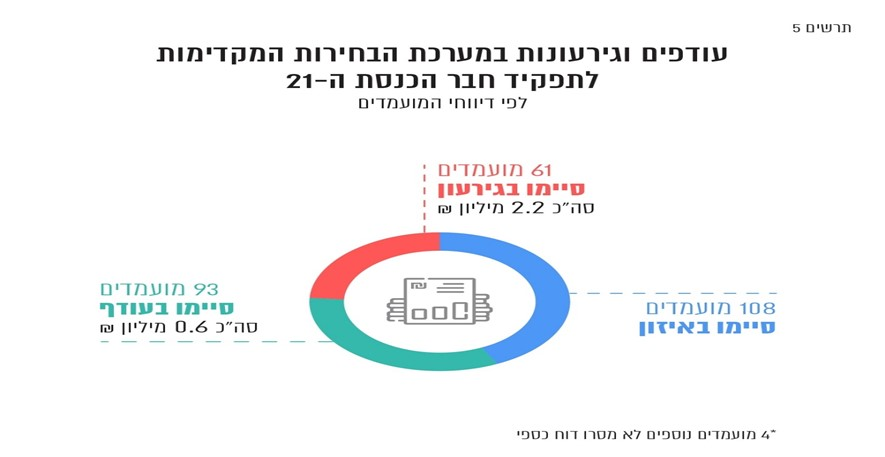 תרשים 5
עודפים וגירעונות במערכת הבחירות המקדימות
לתפקיד חבר הכנסת ה-21
לפי דיווחי המועמדים
61 מועמדים
סיימו בגירעון
סה"כ 2.2 מיליון ₪
93 מועמדים
סיימו בעודף
סה"כ 0.6 מיליון ₪
108 מועמדים
סיימו באיזון
₪
*4 מועמדים נוספים לא מסרו דוח כספי